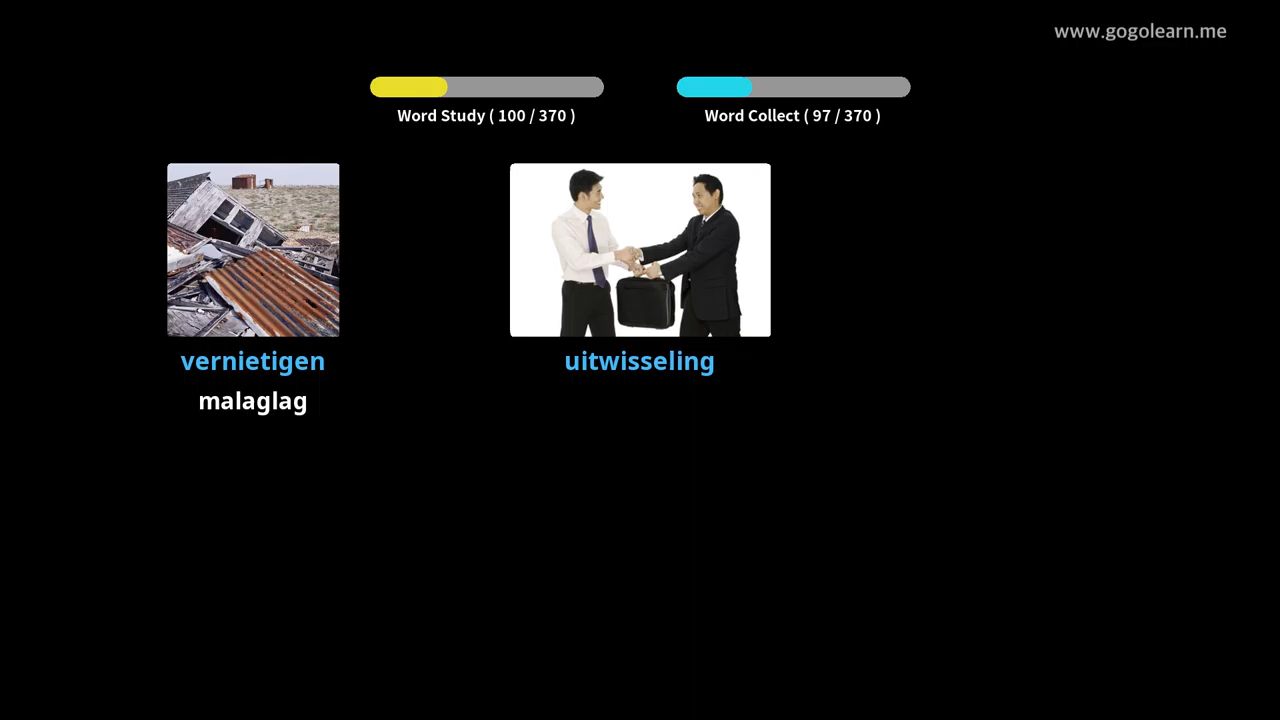 www.gogolearn.me
Word Study ( 100 / 370 )
Word Collect ( 97 / 370 )
vernietigen
uitwisseling
malaglag